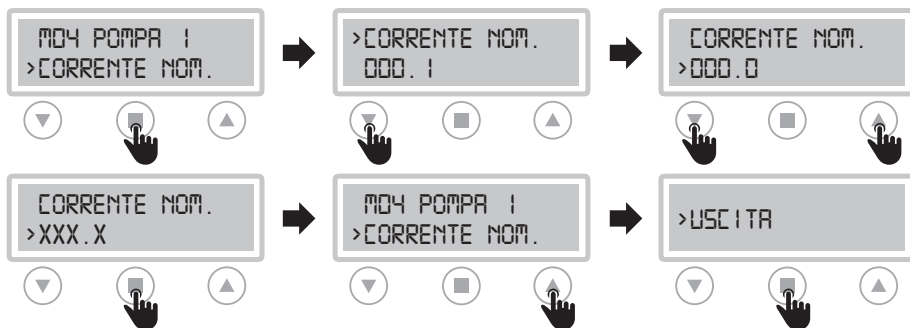 MD4 POMPA 1
>CORRENTE NOM.
>CORRENTE NOM.
000.1
CORRENTE NOM.
>000.0
CORRENTE NOM.
>XXX.X
MD4 POMPA 1
>CORRENTE NOM.
>USCITA